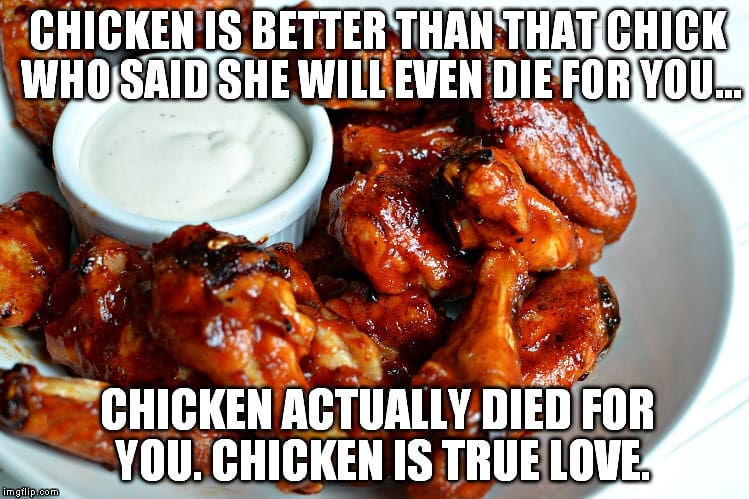 CHICKEN IS BETTER THAN THAT CHICK
WHO SAID SHE WILL EVEN DIE FOR YOU...
CHICKEN ACTUALLY DIED FOR
YOU. CHICKEN IS TRUE LOVE.
imgflip.com